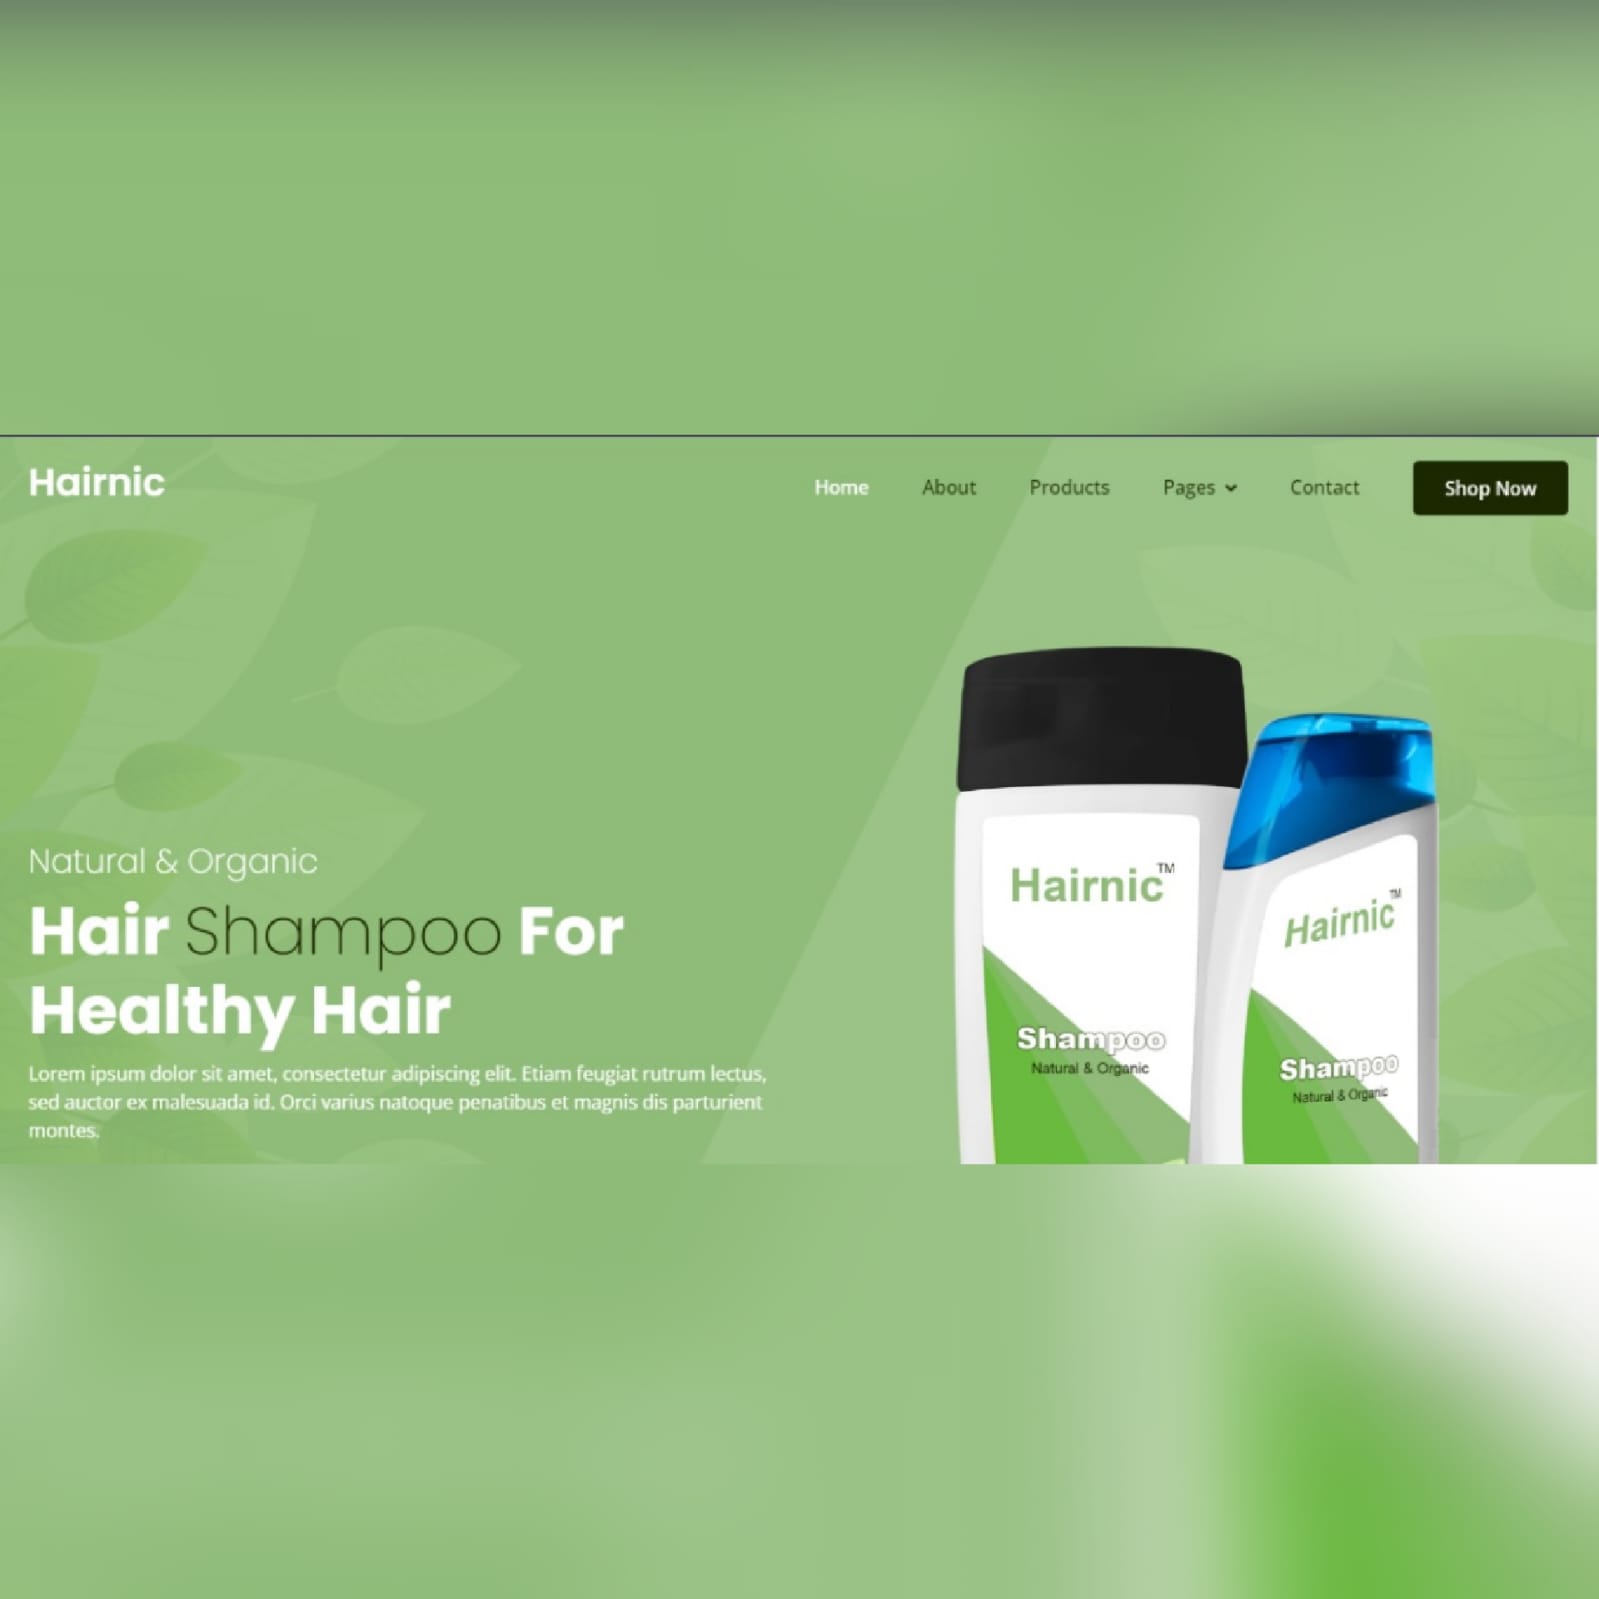 Hairnic
Home About Products Pages Contact Shop Now
Natural & Organic
Hair Shampoo For
Healthy Hair
Lorem ipsum dolor sit amet, consectetur adipiscing elit. Etiam feugiat rutrum lectus,
sed auctor ex malesuada id. Orci varius natoque penatibus et magnis dis parturient
montes.
Hairnic™
Shampoo
Natural & Organic
Hairnic™
Shampoo
Natural & Organic